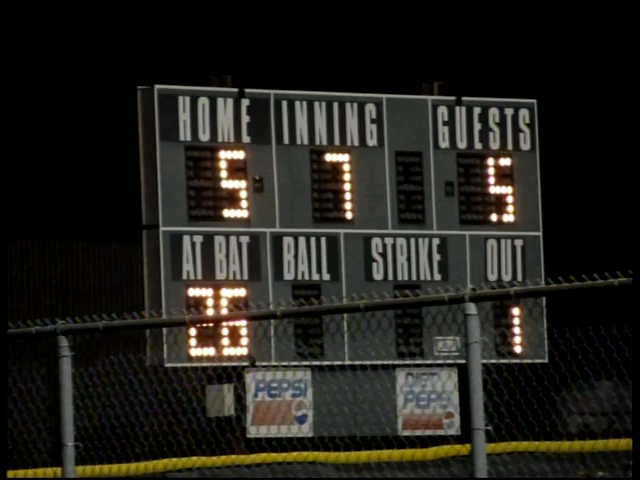 HOME INNING GUESTS
5 7 5
AT BAT BALL STRIKE OUT
26 1
PEPSI DIET PEPSI